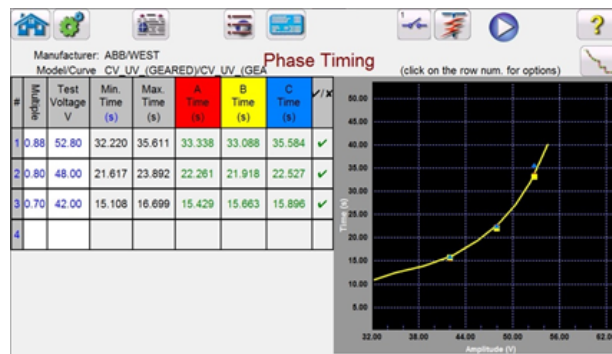 1
?
Manufacturer: ABB/WEST
Model/Curve CV_UV_(GEARED)/CV_UV_(GEA
Phase Timing
(click on the row num. for options)
# Multiple Test Voltage V Min. Time (s) Max. Time (s) A Time (s) B Time (s) C Time (s) ✓/x
1 0.88 52.80 32.220 35.611 33.338 33.088 35.584 ✔
2 0.80 48.00 21.617 23.892 22.261 21.918 22.527 ✔
3 0.70 42.00 15.108 16.699 15.429 15.663 15.896 ✔
4
Time (s)
50.00
45.00
40.00
35.00
30.00
25.00
20.00
15.00
10.00
5.00
32.00 38.00 44.00 50.00 56.00 62.0
Amplitude (V)